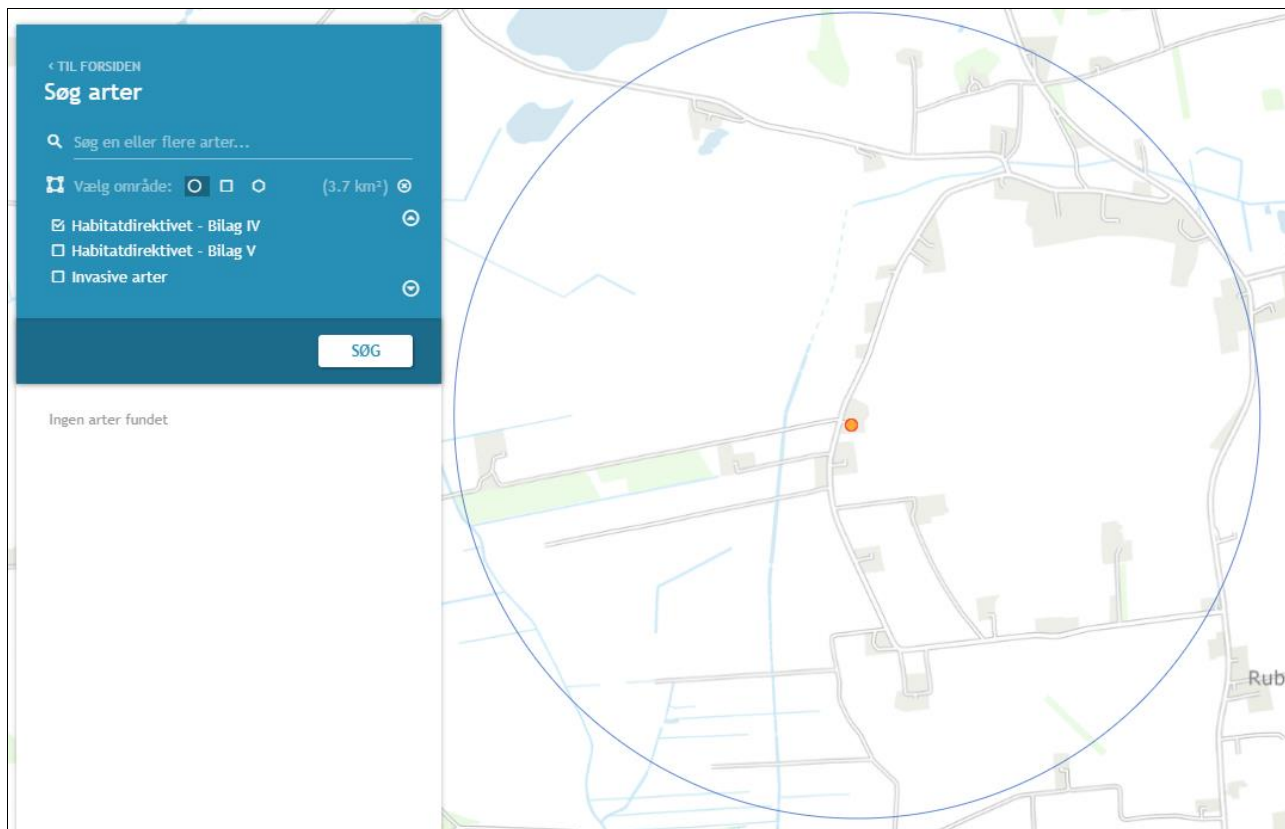 ‹ TIL FORSIDEN
Søg arter
Søg en eller flere arter...
Vælg område: (3.7 km²)
Habitatdirektivet - Bilag IV
Habitatdirektivet - Bilag V
Invasive arter
SØG
Ingen arter fundet
Rub